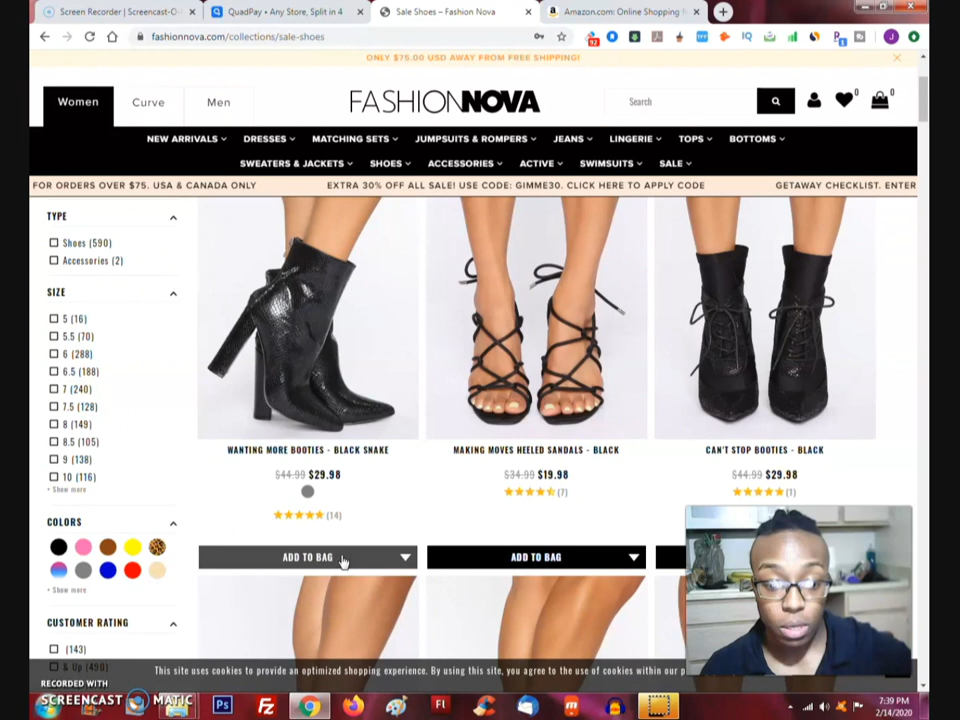 Screen Recorder | Screencast-O-
QuadPay • Any Store, Split in 4
Sale Shoes – Fashion Nova
Amazon.com: Online Shopping f
fashionnova.com/collections/sale-shoes
ONLY $75.00 USD AWAY FROM FREE SHIPPING!
Women
Curve
Men
FASHIONNOVA
Search
0
0
NEW ARRIVALS
DRESSES
MATCHING SETS
JUMPSUITS & ROMPERS
JEANS
LINGERIE
TOPS
BOTTOMS
SWEATERS & JACKETS
SHOES
ACCESSORIES
ACTIVE
SWIMSUITS
SALE
FOR ORDERS OVER $75. USA & CANADA ONLY
EXTRA 30% OFF ALL SALE! USE CODE: GIMME30. CLICK HERE TO APPLY CODE
GETAWAY CHECKLIST. ENTER
TYPE
Shoes (590)
Accessories (2)
SIZE
5 (16)
5.5 (70)
6 (288)
6.5 (188)
7 (240)
7.5 (128)
8 (149)
8.5 (105)
9 (138)
10 (116)
+ Show more
COLORS
+ Show more
CUSTOMER RATING
(143)
& Up (490)
WANTING MORE BOOTIES - BLACK SNAKE
$44.99 $29.98
(14)
ADD TO BAG
MAKING MOVES HEELED SANDALS - BLACK
$34.99 $19.98
(7)
ADD TO BAG
CAN'T STOP BOOTIES - BLACK
$44.99 $29.98
(1)
This site uses cookies to provide an optimized shopping experience. By using this site, you agree to the use of cookies within our p
RECORDED WITH
SCREENCAST MATIC
7:39 PM
2/14/2020